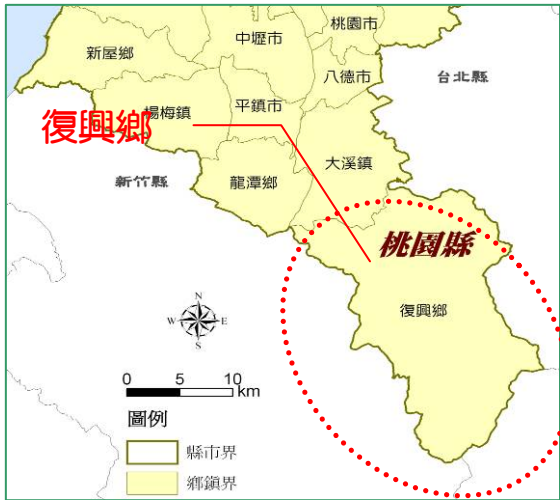 桃園市
中壢市
新屋鄉
八德市
台北縣
楊梅鎮
平鎮市
復興鄉
大溪鎮
新竹縣
龍潭鄉
桃園縣
復興鄉
N
W
E
S
0 5 10
km
圖例
縣市界
鄉鎮界